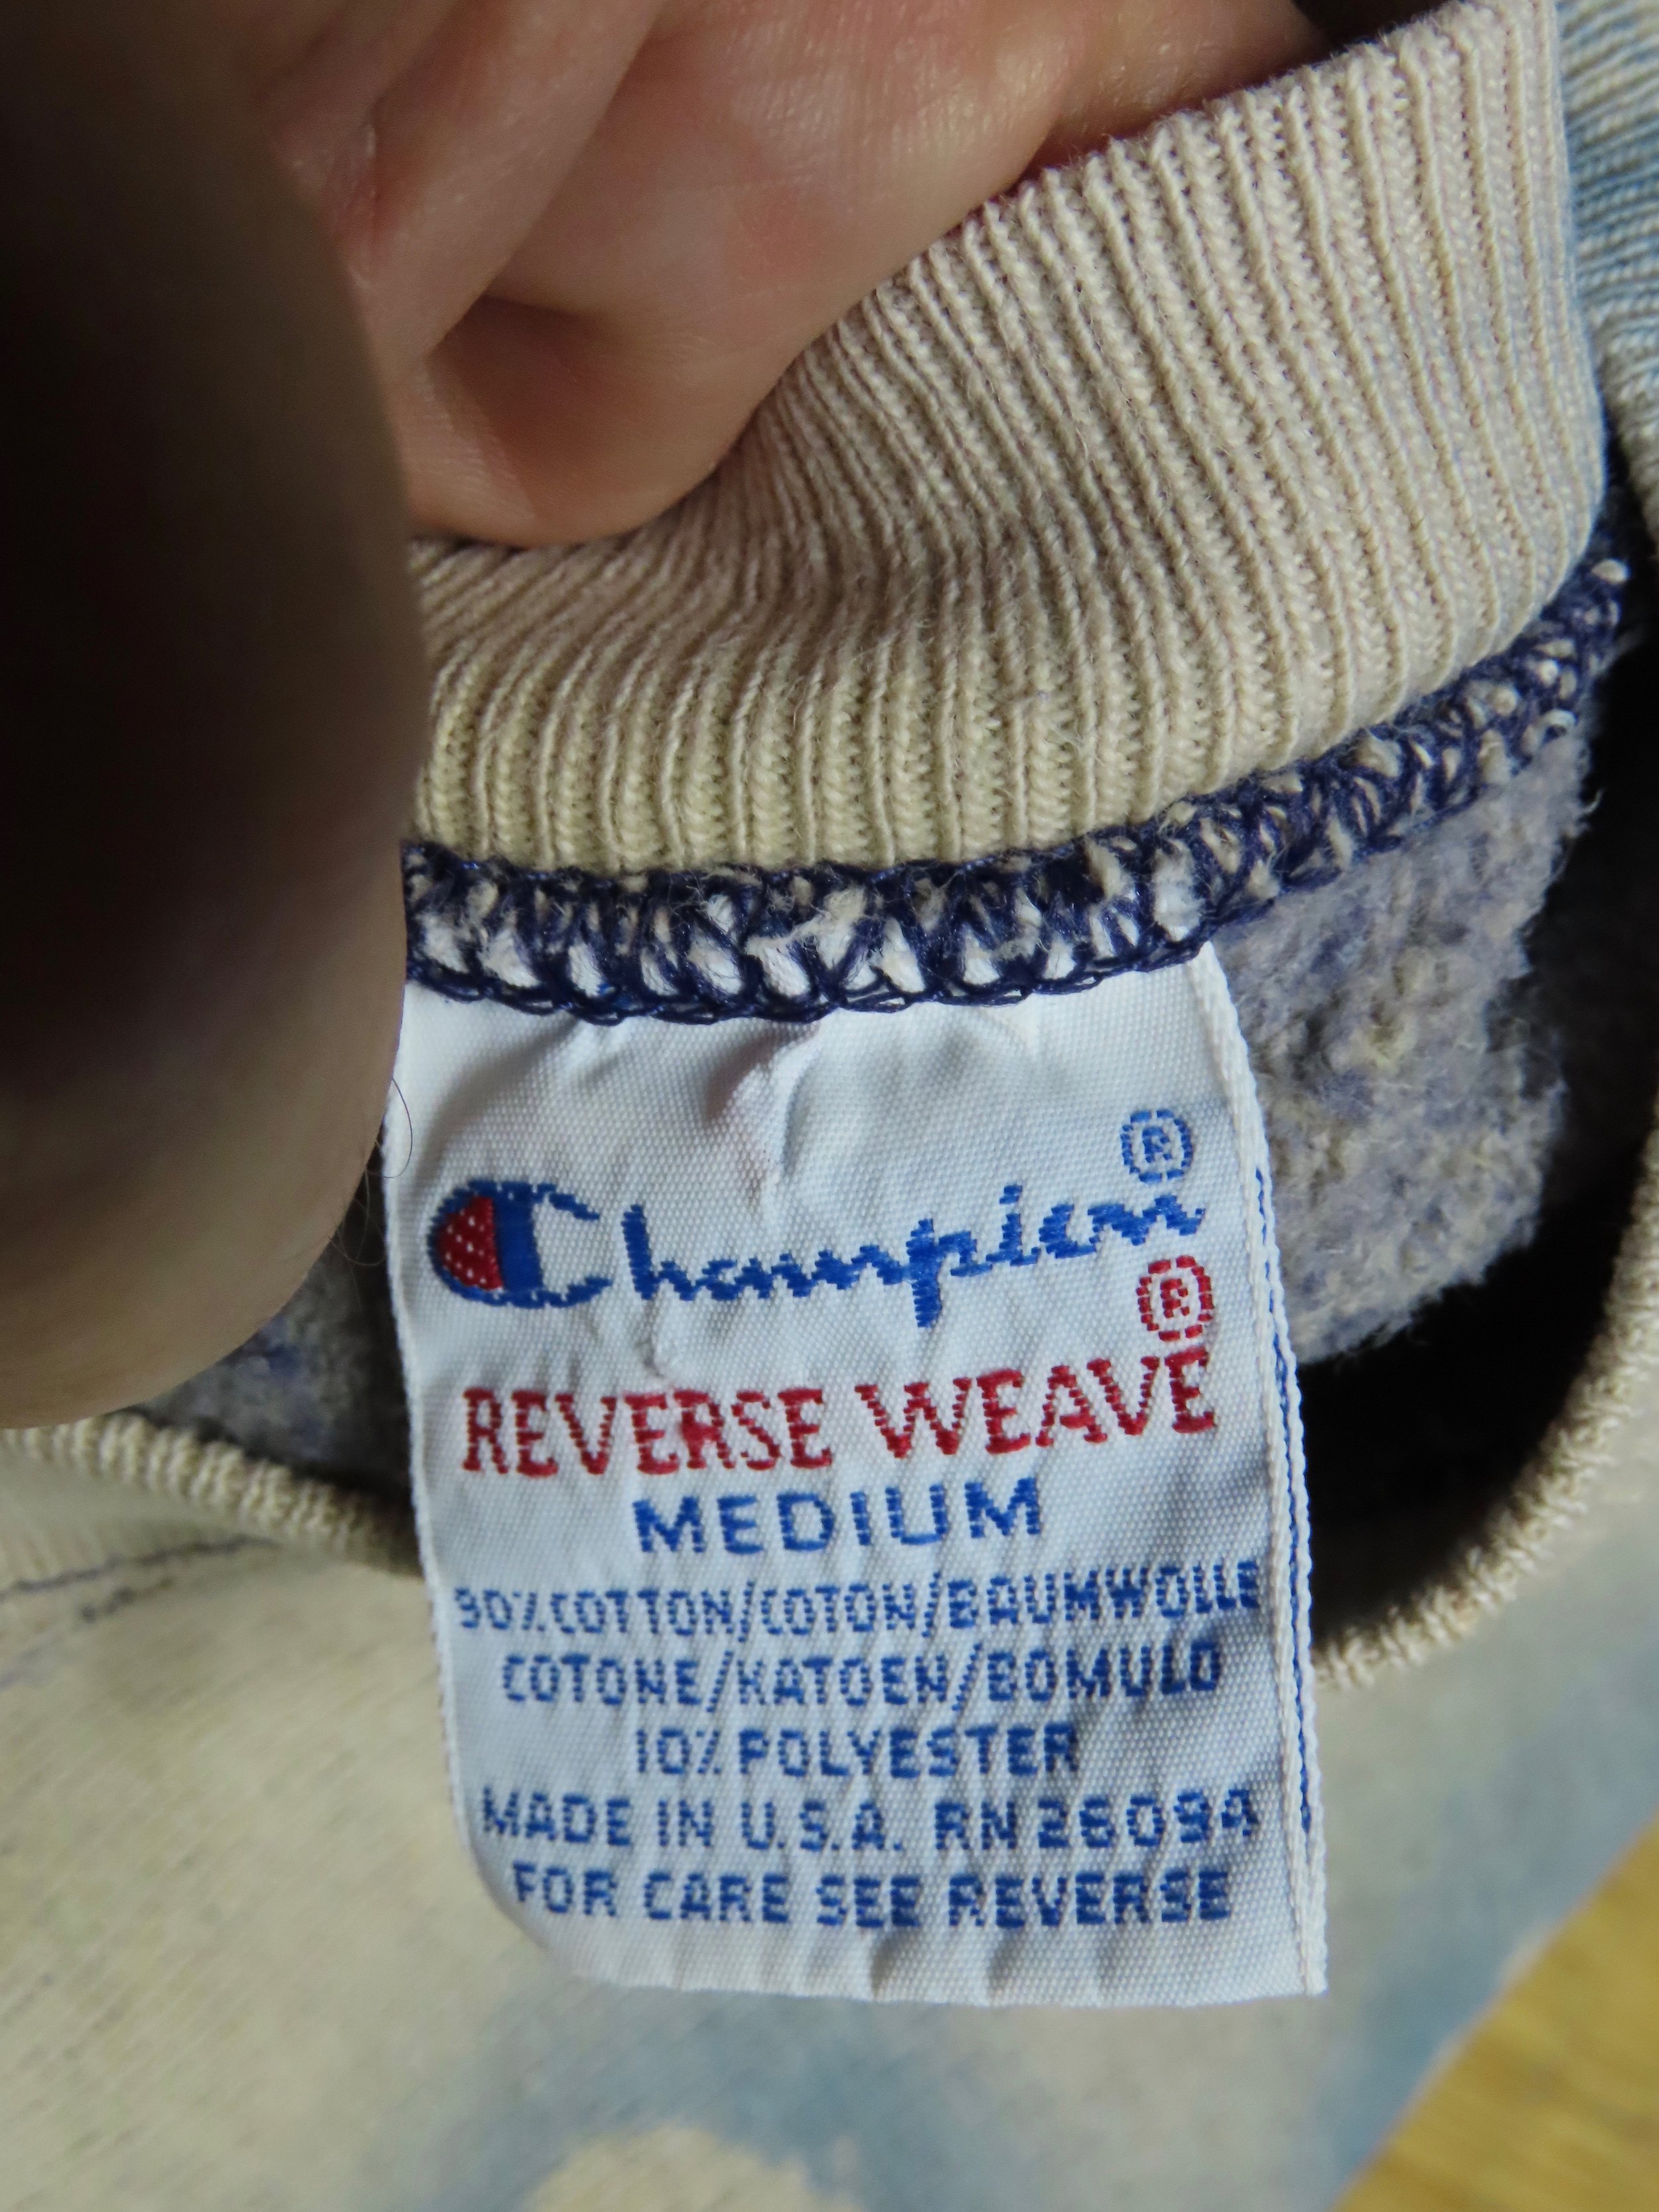 Champion®
REVERSE WEAVE®
MEDIUM
90% COTTON/COTON/BAUMWOLLE
COTONE/KATOEN/BOMULD
10% POLYESTER
MADE IN U.S.A. RN26094
FOR CARE SEE REVERSE